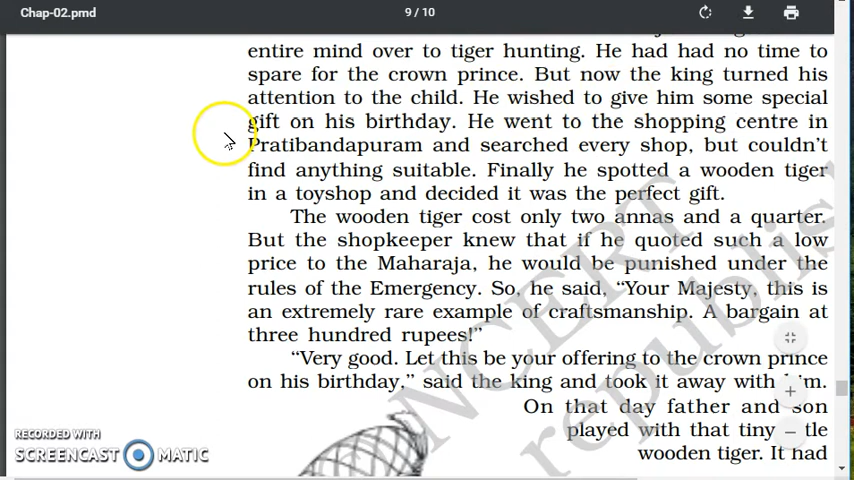 Chap-02.pmd
9 / 10
entire mind over to tiger hunting. He had had no time to
spare for the crown prince. But now the king turned his
attention to the child. He wished to give him some special
gift on his birthday. He went to the shopping centre in
Pratibandapuram and searched every shop, but couldn't
find anything suitable. Finally he spotted a wooden tiger
in a toyshop and decided it was the perfect gift.
The wooden tiger cost only two annas and a quarter.
But the shopkeeper knew that if he quoted such a low
price to the Maharaja, he would be punished under the
rules of the Emergency. So, he said, “Your Majesty, this is
an extremely rare example of craftsmanship. A bargain at
three hundred rupees!”
“Very good. Let this be your offering to the crown prince
on his birthday,” said the king and took it away with him.
On that day father and son
played with that tiny tle
wooden tiger. It had
NCERT
republis
RECORDED WITH
SCREENCAST MATIC